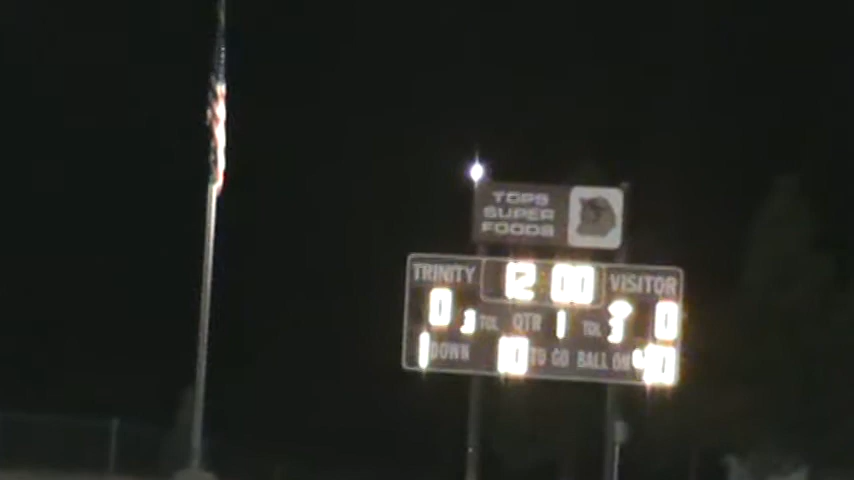 TOPS
SUPER
FOODS
TRINITY 12:00 VISITOR
0 3 TOL QTR 1 TOL 3 0
1 DOWN 10 TO GO BALL ON 40